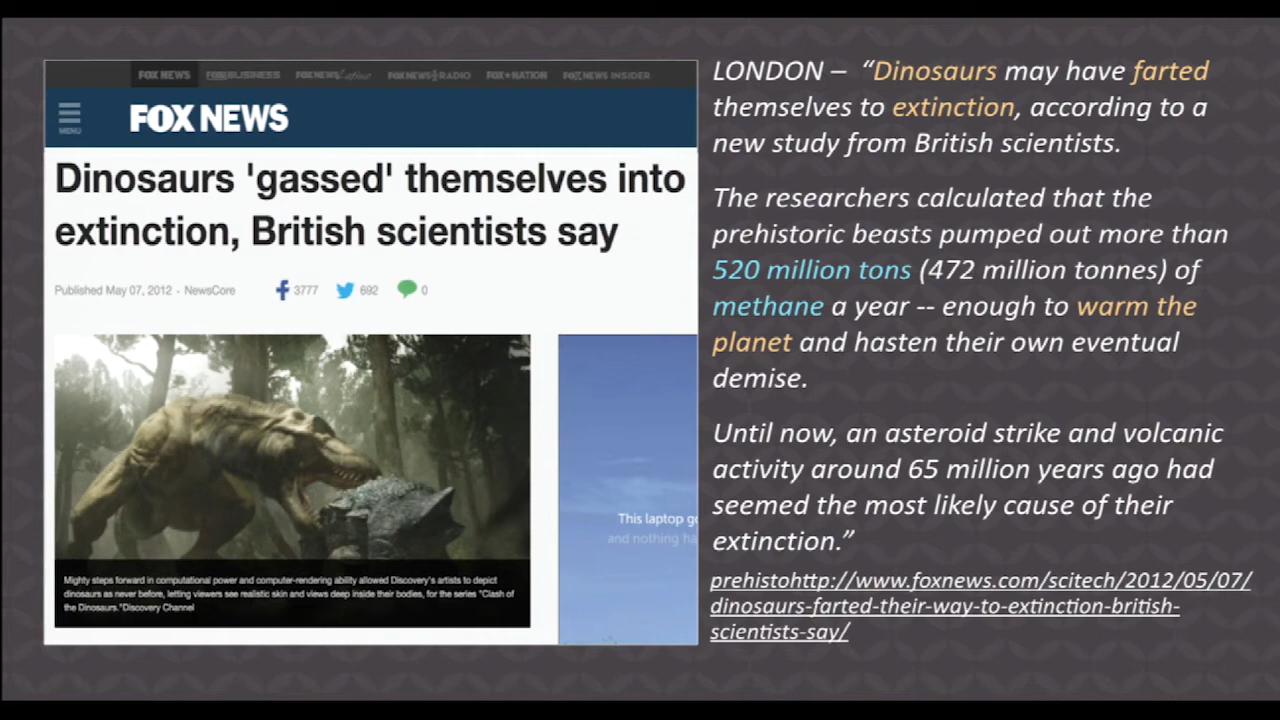 FOX NEWS FOX BUSINESS FOX NEWS Latino FOX NEWS RADIO FOX NATION FOX NEWS INSIDER
MENU
FOX NEWS
Dinosaurs 'gassed' themselves into
extinction, British scientists say
Published May 07, 2012 · NewsCore 3777 692 0
This laptop go
and nothing ha
Mighty steps forward in computational power and computer-rendering ability allowed Discovery's artists to depict
dinosaurs as never before, letting viewers see realistic skin and views deep inside their bodies, for the series "Clash of
the Dinosaurs."Discovery Channel
LONDON – “Dinosaurs may have farted
themselves to extinction, according to a
new study from British scientists.
The researchers calculated that the
prehistoric beasts pumped out more than
520 million tons (472 million tonnes) of
methane a year -- enough to warm the
planet and hasten their own eventual
demise.
Until now, an asteroid strike and volcanic
activity around 65 million years ago had
seemed the most likely cause of their
extinction.”
prehistohttp://www.foxnews.com/scitech/2012/05/07/
dinosaurs-farted-their-way-to-extinction-british-
scientists-say/